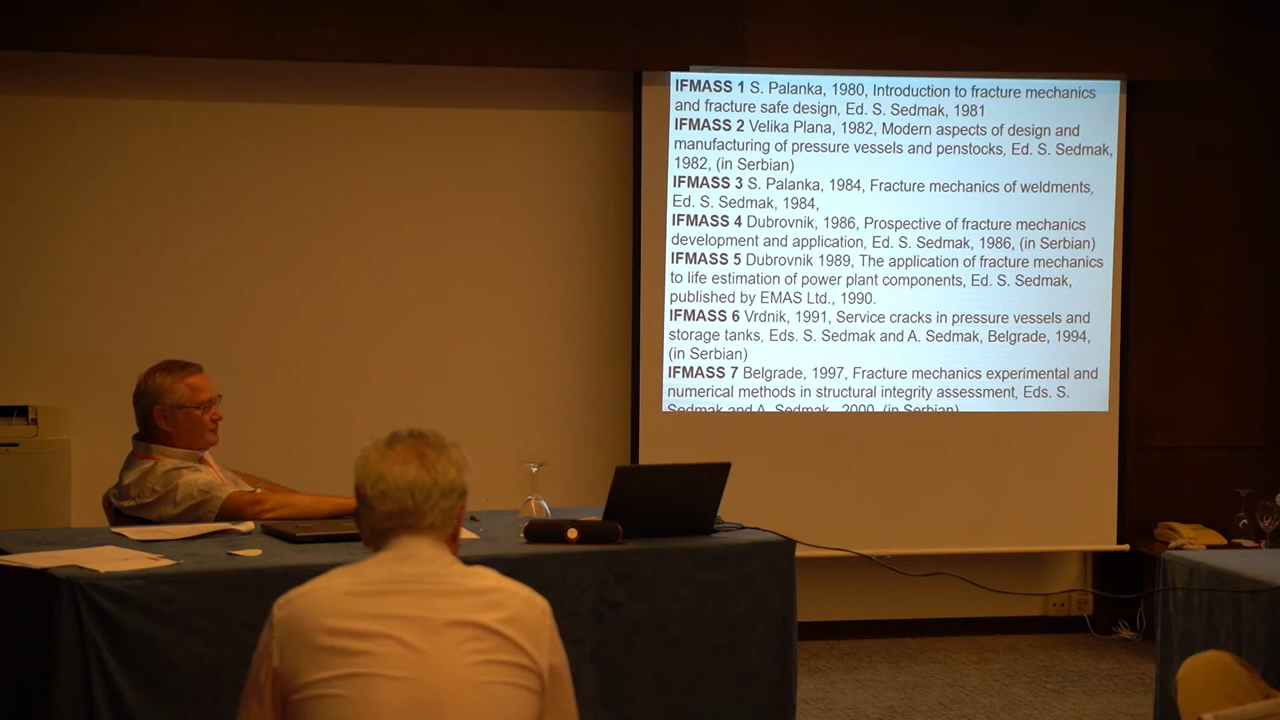 IFMASS 1 S. Palanka, 1980, Introduction to fracture mechanics
and fracture safe design, Ed. S. Sedmak, 1981
IFMASS 2 Velika Plana, 1982, Modern aspects of design and
manufacturing of pressure vessels and penstocks, Ed. S. Sedmak,
1982, (in Serbian)
IFMASS 3 S. Palanka, 1984, Fracture mechanics of weldments,
Ed. S. Sedmak, 1984,
IFMASS 4 Dubrovnik, 1986, Prospective of fracture mechanics
development and application, Ed. S. Sedmak, 1986, (in Serbian)
IFMASS 5 Dubrovnik 1989, The application of fracture mechanics
to life estimation of power plant components, Ed. S. Sedmak,
published by EMAS Ltd., 1990.
IFMASS 6 Vrdnik, 1991, Service cracks in pressure vessels and
storage tanks, Eds. S. Sedmak and A. Sedmak, Belgrade, 1994,
(in Serbian)
IFMASS 7 Belgrade, 1997, Fracture mechanics experimental and
numerical methods in structural integrity assessment, Eds. S.
Sedmak and A. Sedmak, 2000, (in Serbian)